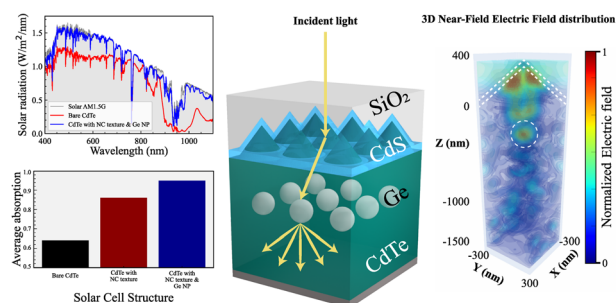 Solar radiation (W/m²/nm)
1.5
1.0
0.5
0.0
Solar AM1.5G
Bare CdTe
CdTe with NC texture & Ge NP
400
600
800
1000
Wavelength (nm)
Average absorption
1.0
0.9
0.8
0.7
0.6
0.5
Bare CdTe
CdTe with
NC texture
CdTe with
NC texture &
Ge NP
Solar Cell Structure
Incident light
SiO₂
CdS
Ge
CdTe
3D Near-Field Electric Field distribution
400
0
Z (nm)
-1000
-1500
-300
Y (nm)
300
X (nm)
-300
1
0
Normalized Electric field